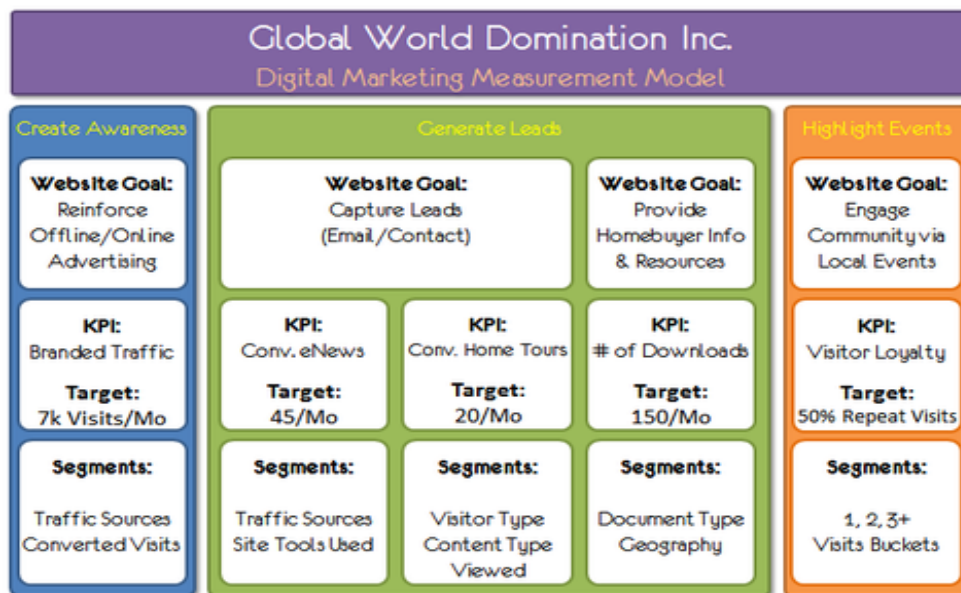 Global World Domination Inc.
Digital Marketing Measurement Model
Create Awareness
Website Goal:
Reinforce
Offline/Online
Advertising
KPI:
Branded Traffic
Target:
7k Visits/Mo
Segments:
Traffic Sources
Converted Visits
Generate Leads
Website Goal:
Capture Leads
(Email/Contact)
KPI:
Conv. eNews
Target:
45/Mo
Segments:
Traffic Sources
Site Tools Used
KPI:
Conv. Home Tours
Target:
20/Mo
Segments:
Visitor Type
Content Type
Viewed
Website Goal:
Provide
Homebuyer Info
& Resources
KPI:
# of Downloads
Target:
150/Mo
Segments:
Document Type
Geography
Highlight Events
Website Goal:
Engage
Community via
Local Events
KPI:
Visitor Loyalty
Target:
50% Repeat Visits
Segments:
1, 2, 3+
Visits Buckets